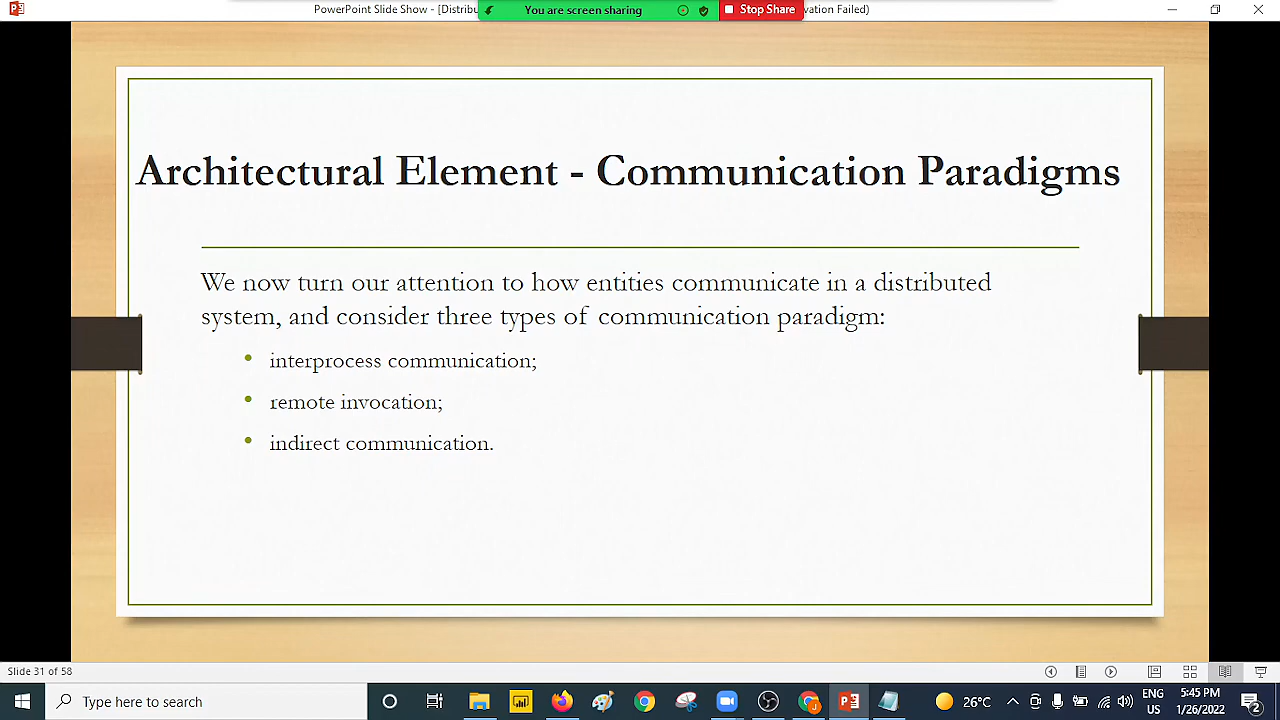 PowerPoint Slide Show - [Distribu
You are screen sharing
Stop Share
vation Failed)
Architectural Element - Communication Paradigms
We now turn our attention to how entities communicate in a distributed
system, and consider three types of communication paradigm:
• interprocess communication;
• remote invocation;
• indirect communication.
Slide 31 of 58
Type here to search
26°C
ENG
US
5:45 PM
1/26/2022
2